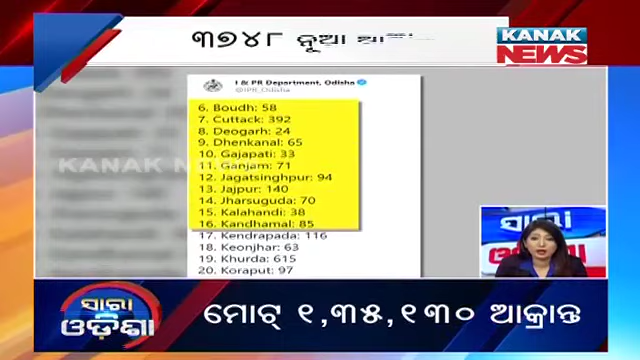 ୩୭୪୮ ନୂଆ
KANAK
NEWS
I & PR Department, Odisha
@IPR_Odisha
6. Boudh: 58
7. Cuttack: 392
8. Deogarh: 24
9. Dhenkanal: 65
10. Gajapati: 33
11. Ganjam: 71
12. Jagatsinghpur: 94
13. Jajpur: 140
14. Jharsuguda: 70
15. Kalahandi: 38
16. Kandhamal: 85
17. Kendrapada: 116
18. Keonjhar: 63
19. Khurda: 615
20. Koraput: 97
KANAK
ସାରା
ସାରା
ଓଡ଼ିଶା
ମୋଟ୍ ୧,୩୫,୧୩୦ ଆକ୍ରାନ୍ତ